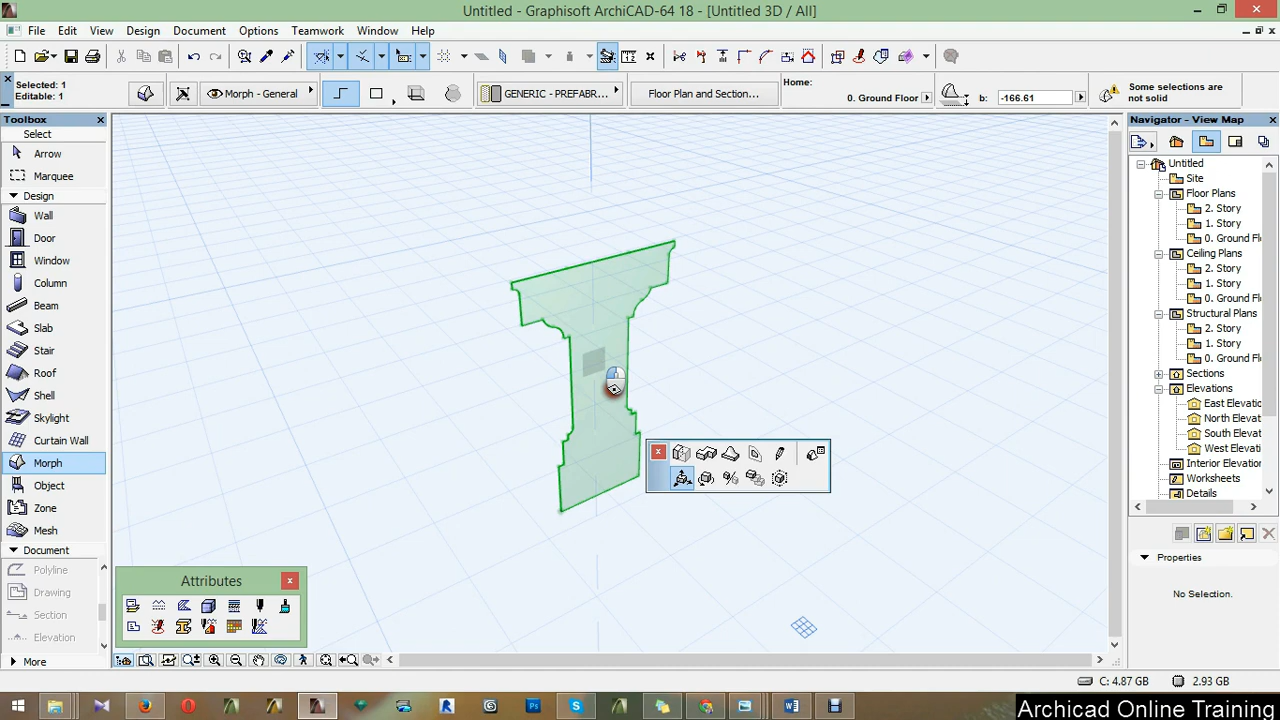 Untitled - Graphisoft ArchiCAD-64 18 - [Untitled 3D / All]
File Edit View Design Document Options Teamwork Window Help
Selected: 1
Editable: 1
Morph - General
GENERIC - PREFABR...
Floor Plan and Section...
Home:
0. Ground Floor
b:
-166.61
Some selections are
not solid
Toolbox
Select
Arrow
Marquee
Design
Wall
Door
Window
Column
Beam
Slab
Stair
Roof
Shell
Skylight
Curtain Wall
Morph
Object
Zone
Mesh
Document
Polyline
Drawing
Section
Elevation
More
Attributes
Navigator - View Map
Untitled
Site
Floor Plans
2. Story
1. Story
0. Ground Fl
Ceiling Plans
2. Story
1. Story
0. Ground Fl
Structural Plans
2. Story
1. Story
0. Ground Fl
Sections
Elevations
East Elevatio
North Elevat
South Elevat
West Elevati
Interior Elevation
Worksheets
Details
Properties
No Selection.
C: 4.87 GB
2.93 GB
Archicad Online Training